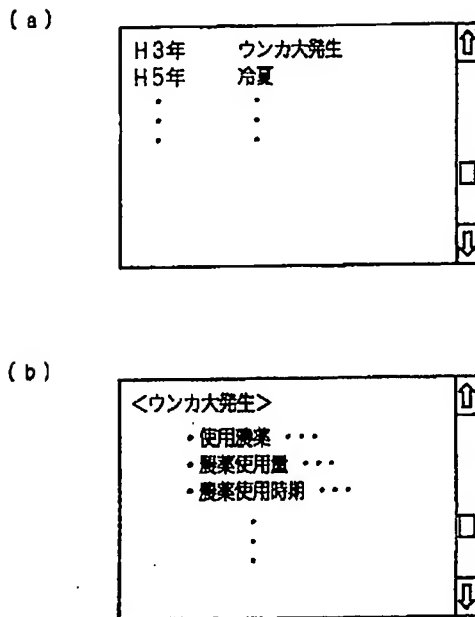 (a)
H3年 ウンカ大発生
H5年 冷夏
・ ・
・ ・
・ ・
(b)
<ウンカ大発生>
・使用農薬 ・・・
・農薬使用量 ・・・
・農薬使用時期 ・・・
・
・
・